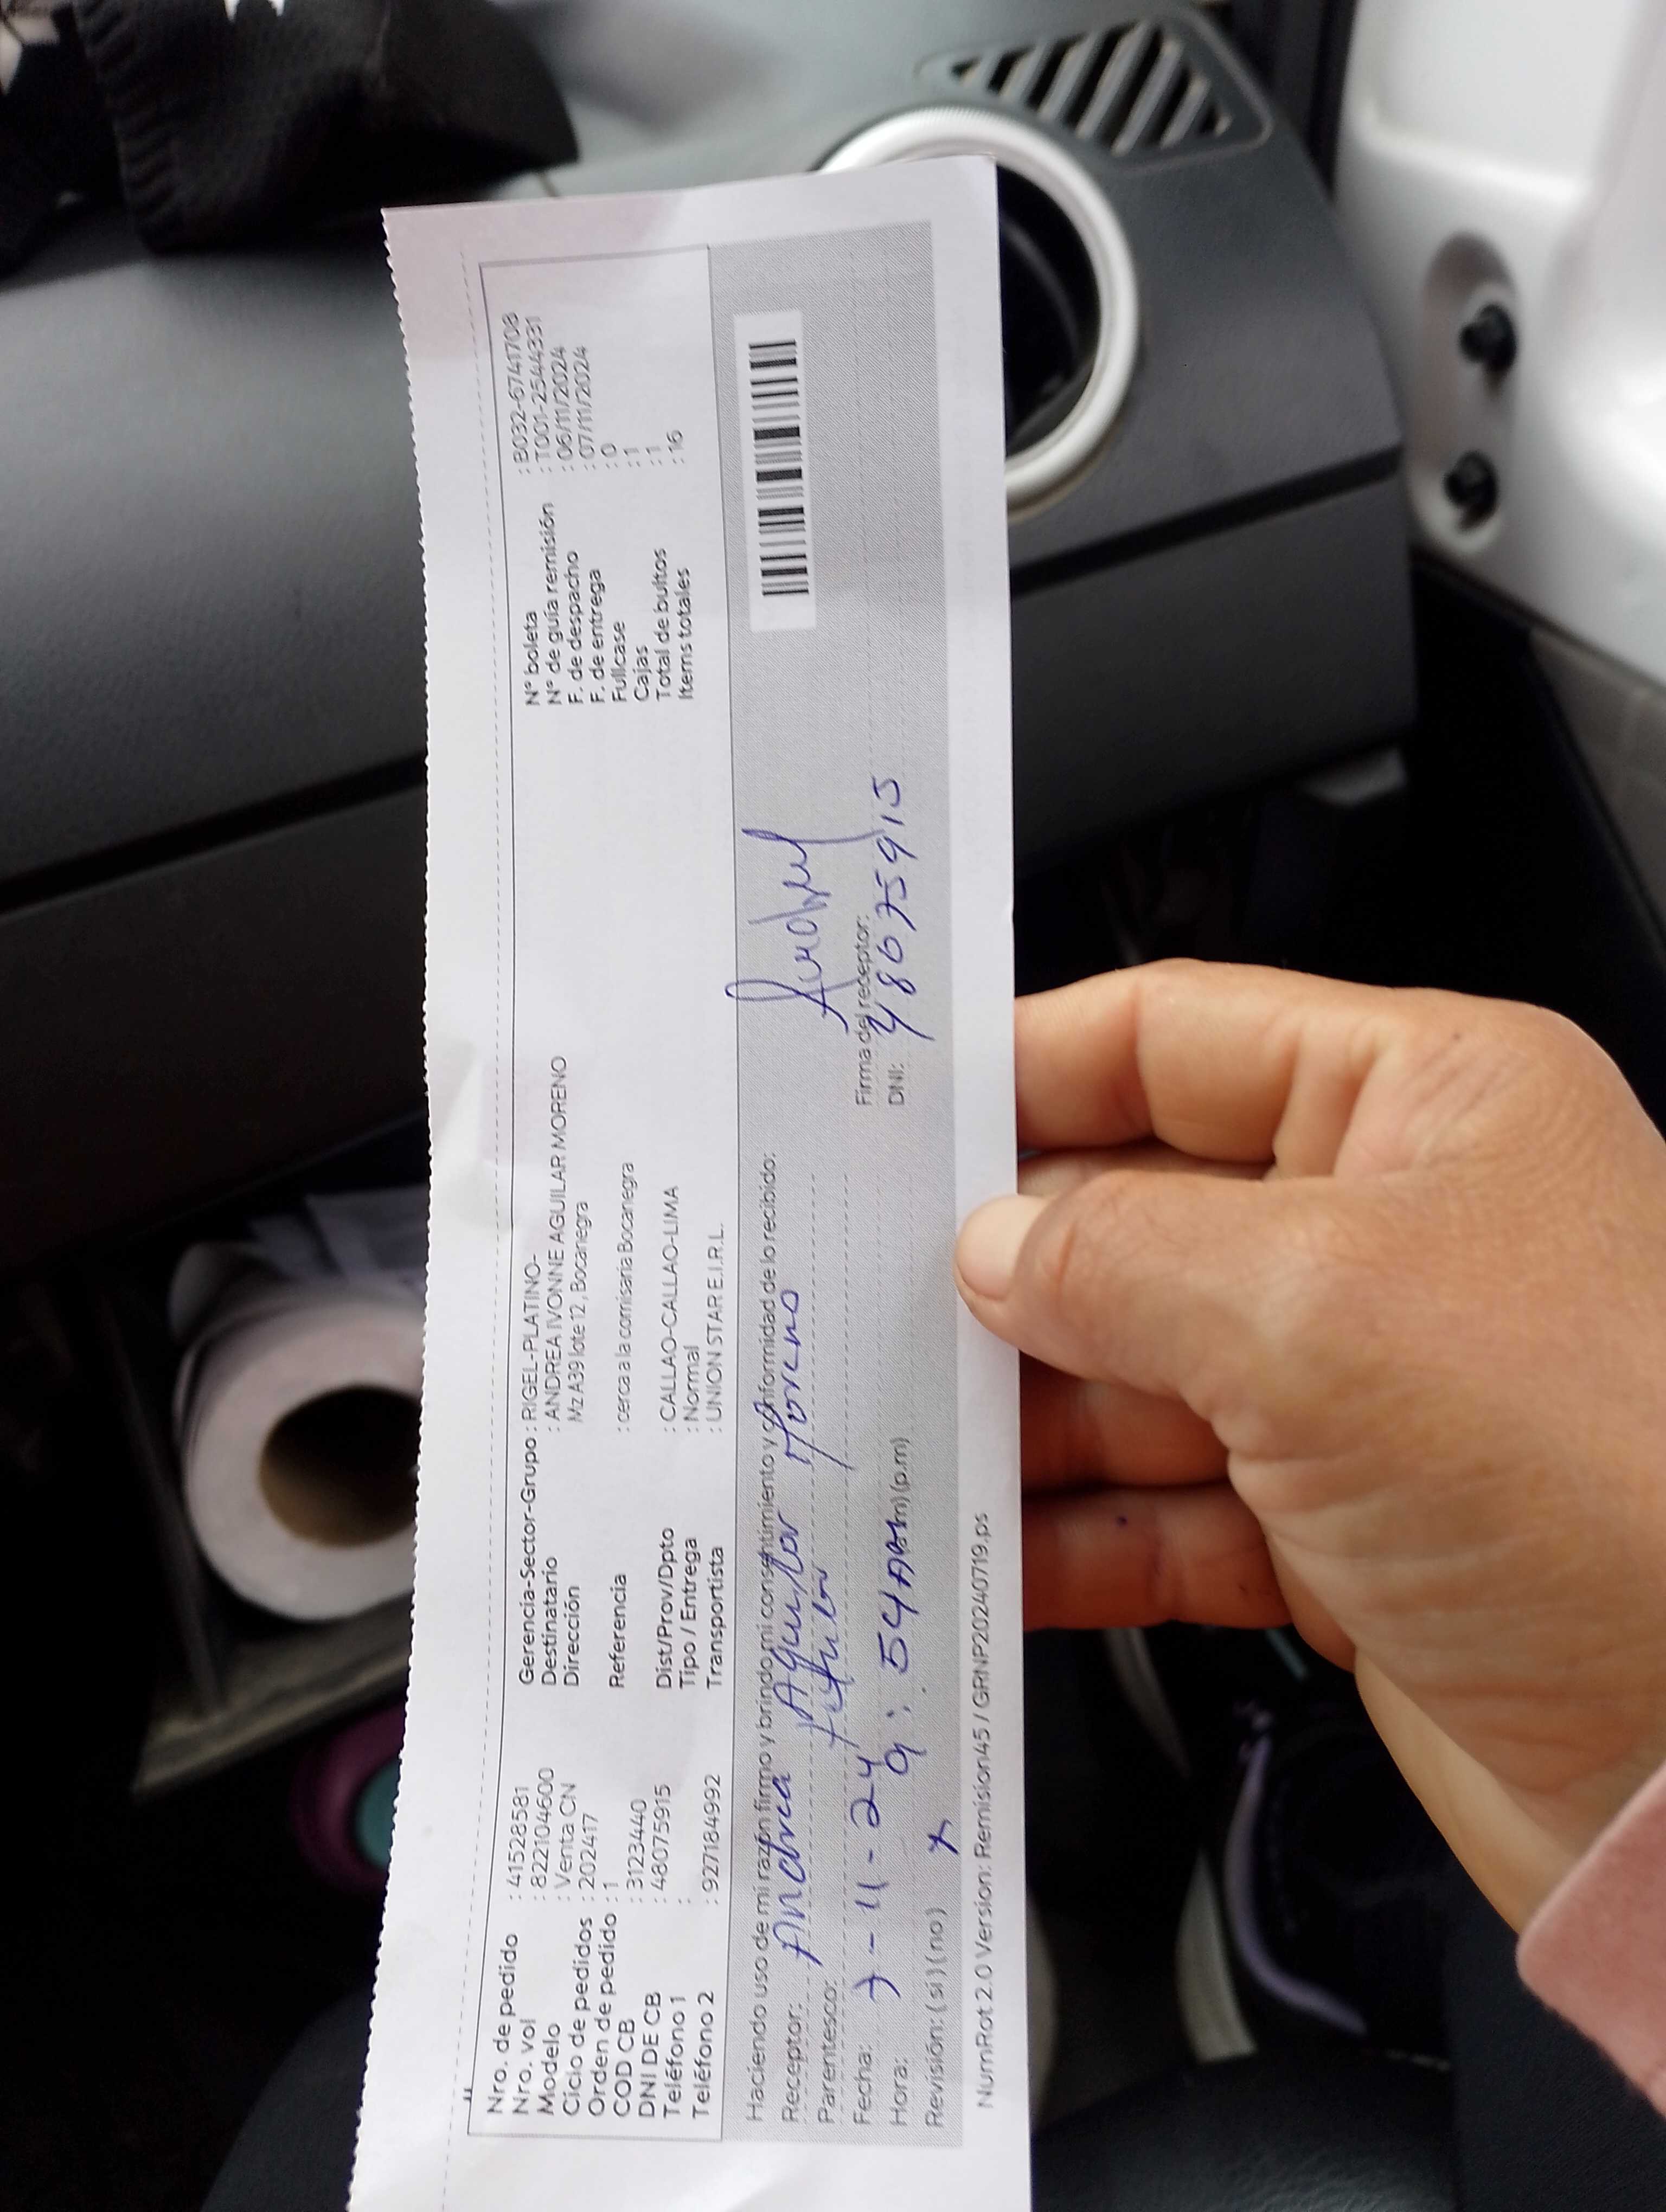 Nro. de pedido : 41528581
Nro. vol : 822104600
Modelo : Venta CN
Ciclo de pedidos : 202417
Orden de pedido : 1
COD CB : 31234440
DNI DE CB : 48075915
Teléfono 1 :
Teléfono 2 : 927184992
Gerencia-Sector-Grupo : RIGEL-PLATINO-
Destinatario : ANDREA IVONNE AGUILAR MORENO
Dirección Mz A39 lote 12, Bocanegra
Referencia : cerca a la comisaria Bocanegra
Dist/Prov/Dpto : CALLAO-CALLAO-LIMA
Tipo / Entrega : Normal
Transportista : UNION STAR E.I.R.L.
N° boleta : B032-6741708
N° de guía remisión : T001-2544331
F. de despacho : 06/11/2024
F. de entrega : 07/11/2024
Fullcase : 0
Cajas : 1
Total de bultos : 1
Items totales : 16
Haciendo uso de mi razón firmo y brindo mi consentimiento y conformidad de lo recibido:
Receptor: Andrea Aguilar Moreno
Parentesco: titular
Fecha: 7-11-24
Hora: 9:54 AM (p.m)
Revisión: (si) (no) x
Firma del receptor:
DNI: 48075915
NumRot 2.0 Version: Remision45 / GRNP20240719.ps